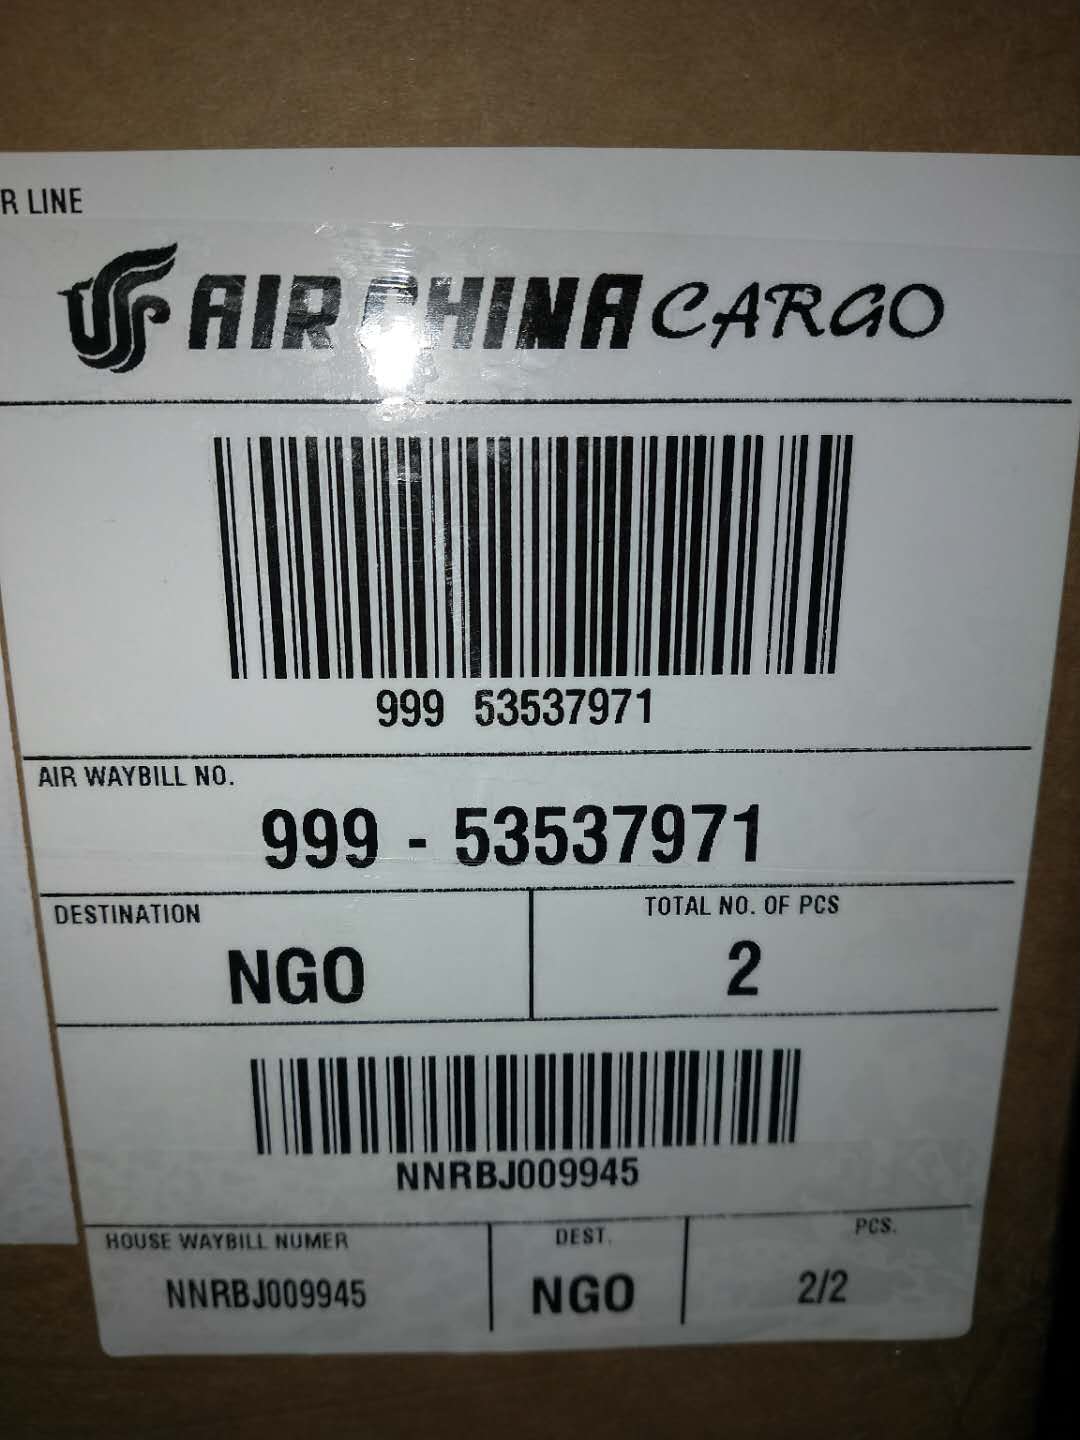 R LINE
AIR CHINA CARGO
999 53537971
AIR WAYBILL NO.
999 - 53537971
DESTINATION
NGO
TOTAL NO. OF PCS
2
NNRBJ009945
HOUSE WAYBILL NUMER
NNRBJ009945
DEST.
NGO
PCS.
2/2